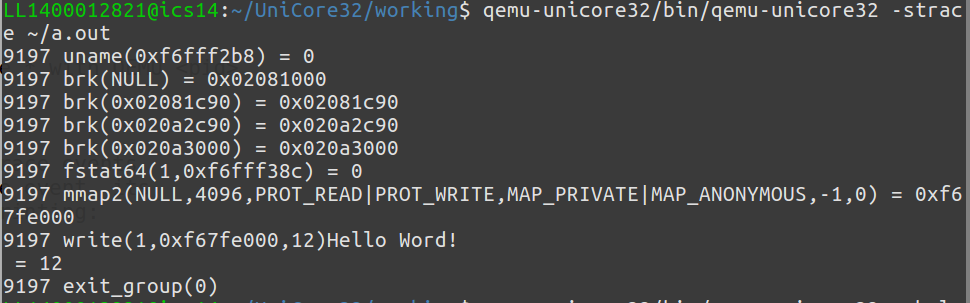 LL1400012821@ics14:~/UniCore32/working$ qemu-unicore32/bin/qemu-unicore32 -strac
e ~/a.out
9197 uname(0xf6fff2b8) = 0
9197 brk(NULL) = 0x02081000
9197 brk(0x02081c90) = 0x02081c90
9197 brk(0x020a2c90) = 0x020a2c90
9197 brk(0x020a3000) = 0x020a3000
9197 fstat64(1,0xf6fff38c) = 0
9197 mmap2(NULL,4096,PROT_READ|PROT_WRITE,MAP_PRIVATE|MAP_ANONYMOUS,-1,0) = 0xf6
7fe000
9197 write(1,0xf67fe000,12)Hello Word!
 = 12
9197 exit_group(0)